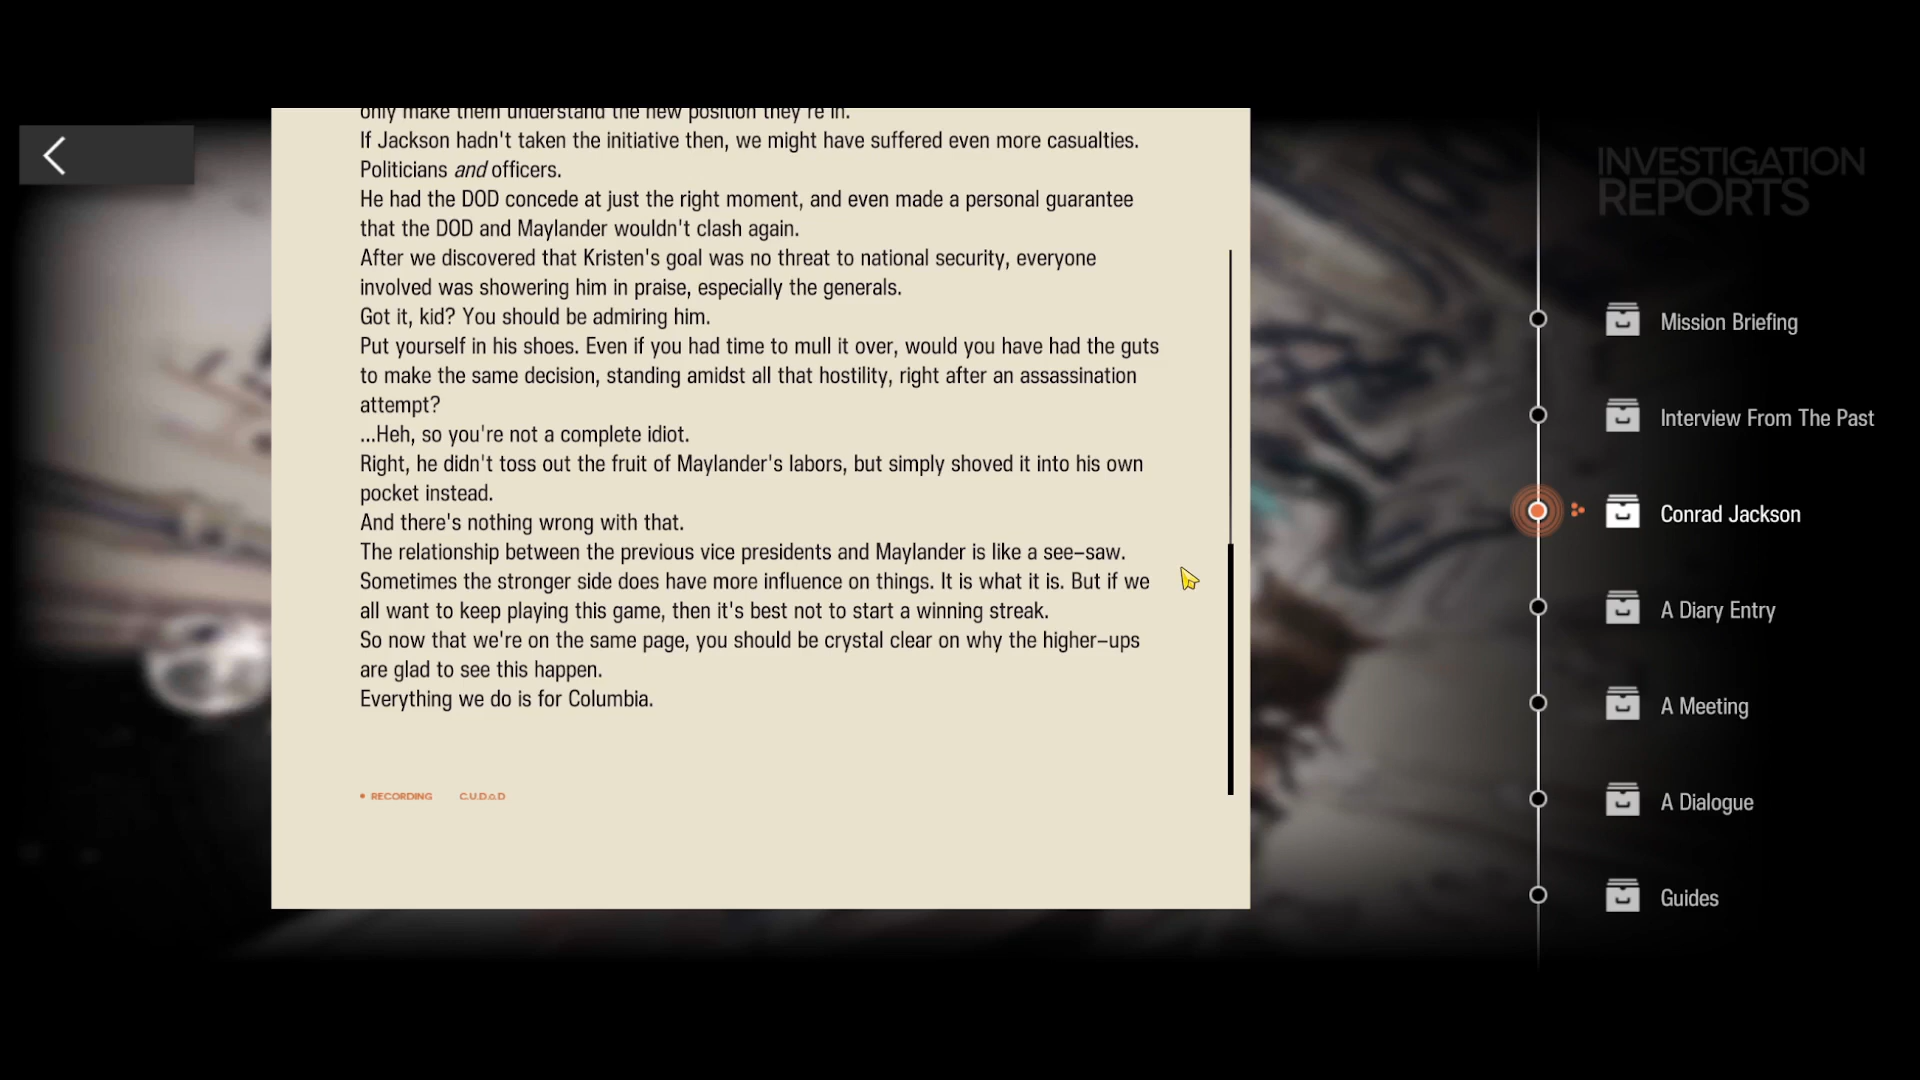 only make them understand the new position they're in.
If Jackson hadn't taken the initiative then, we might have suffered even more casualties.
Politicians and officers.
He had the DOD concede at just the right moment, and even made a personal guarantee
that the DOD and Maylander wouldn't clash again.
After we discovered that Kristen's goal was no threat to national security, everyone
involved was showering him in praise, especially the generals.
Got it, kid? You should be admiring him.
Put yourself in his shoes. Even if you had time to mull it over, would you have had the guts
to make the same decision, standing amidst all that hostility, right after an assassination
attempt?
...Heh, so you're not a complete idiot.
Right, he didn't toss out the fruit of Maylander's labors, but simply shoved it into his own
pocket instead.
And there's nothing wrong with that.
The relationship between the previous vice presidents and Maylander is like a see–saw.
Sometimes the stronger side does have more influence on things. It is what it is. But if we
all want to keep playing this game, then it's best not to start a winning streak.
So now that we're on the same page, you should be crystal clear on why the higher–ups
are glad to see this happen.
Everything we do is for Columbia.
• RECORDING C.U.D.o.D
INVESTIGATION
REPORTS
Mission Briefing
Interview From The Past
Conrad Jackson
A Diary Entry
A Meeting
A Dialogue
Guides